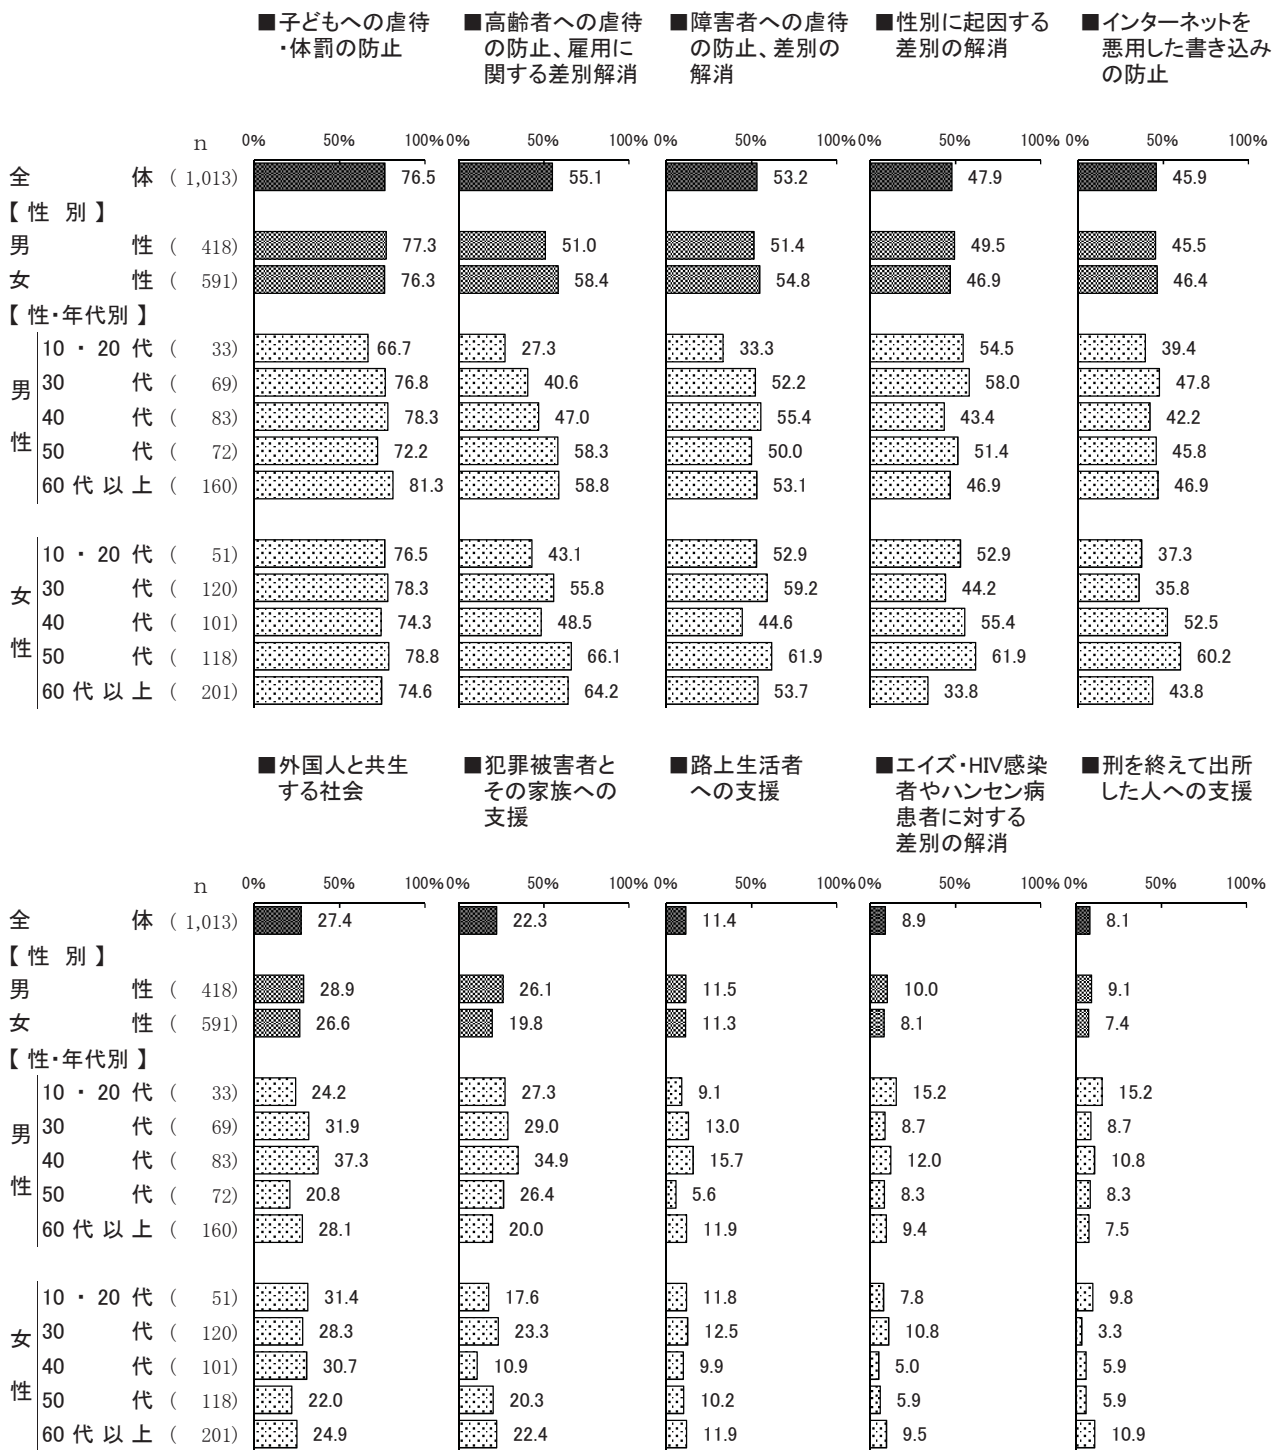 ■子どもへの虐待
・体罰の防止
■高齢者への虐待
の防止、雇用に
関する差別解消
■障害者への虐待
の防止、差別の
解消
■性別に起因する
差別の解消
■インターネットを
悪用した書き込み
の防止
n 0% 50% 100% 0% 50% 100% 0% 50% 100% 0% 50% 100% 0% 50% 100%
全体 (1,013) 76.5 55.1 53.2 47.9 45.9
【性別】
男性 (418) 77.3 51.0 51.4 49.5 45.5
女性 (591) 76.3 58.4 54.8 46.9 46.4
【性・年代別】
男性
10・20代 (33) 66.7 27.3 33.3 54.5 39.4
30代 (69) 76.8 40.6 52.2 58.0 47.8
40代 (83) 78.3 47.0 55.4 43.4 42.2
50代 (72) 72.2 58.3 50.0 51.4 45.8
60代以上 (160) 81.3 58.8 53.1 46.9 46.9
女性
10・20代 (51) 76.5 43.1 52.9 52.9 37.3
30代 (120) 78.3 55.8 59.2 44.2 35.8
40代 (101) 74.3 48.5 44.6 55.4 52.5
50代 (118) 78.8 66.1 61.9 61.9 60.2
60代以上 (201) 74.6 64.2 53.7 33.8 43.8
■外国人と共生
する社会
■犯罪被害者と
その家族への
支援
■路上生活者
への支援
■エイズ・HIV感染
者やハンセン病
患者に対する
差別の解消
■刑を終えて出所
した人への支援
n 0% 50% 100% 0% 50% 100% 0% 50% 100% 0% 50% 100% 0% 50% 100%
全体 (1,013) 27.4 22.3 11.4 8.9 8.1
【性別】
男性 (418) 28.9 26.1 11.5 10.0 9.1
女性 (591) 26.6 19.8 11.3 8.1 7.4
【性・年代別】
男性
10・20代 (33) 24.2 27.3 9.1 15.2 15.2
30代 (69) 31.9 29.0 13.0 8.7 8.7
40代 (83) 37.3 34.9 15.7 12.0 10.8
50代 (72) 20.8 26.4 5.6 8.3 8.3
60代以上 (160) 28.1 20.0 11.9 9.4 7.5
女性
10・20代 (51) 31.4 17.6 11.8 7.8 9.8
30代 (120) 28.3 23.3 12.5 10.8 3.3
40代 (101) 30.7 10.9 9.9 5.0 5.9
50代 (118) 22.0 20.3 10.2 5.9 5.9
60代以上 (201) 24.9 22.4 11.9 9.5 10.9